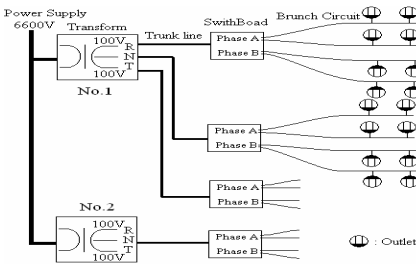 Power Supply
6600V
Transform
SwithBoad
Brunch Circuit
Trunk line
100V
R
N
T
100V
No.1
Phase A
Phase B
Phase A
Phase B
Phase A
Phase B
No.2
100V
R
N
T
100V
Phase A
Phase B
: Outlet